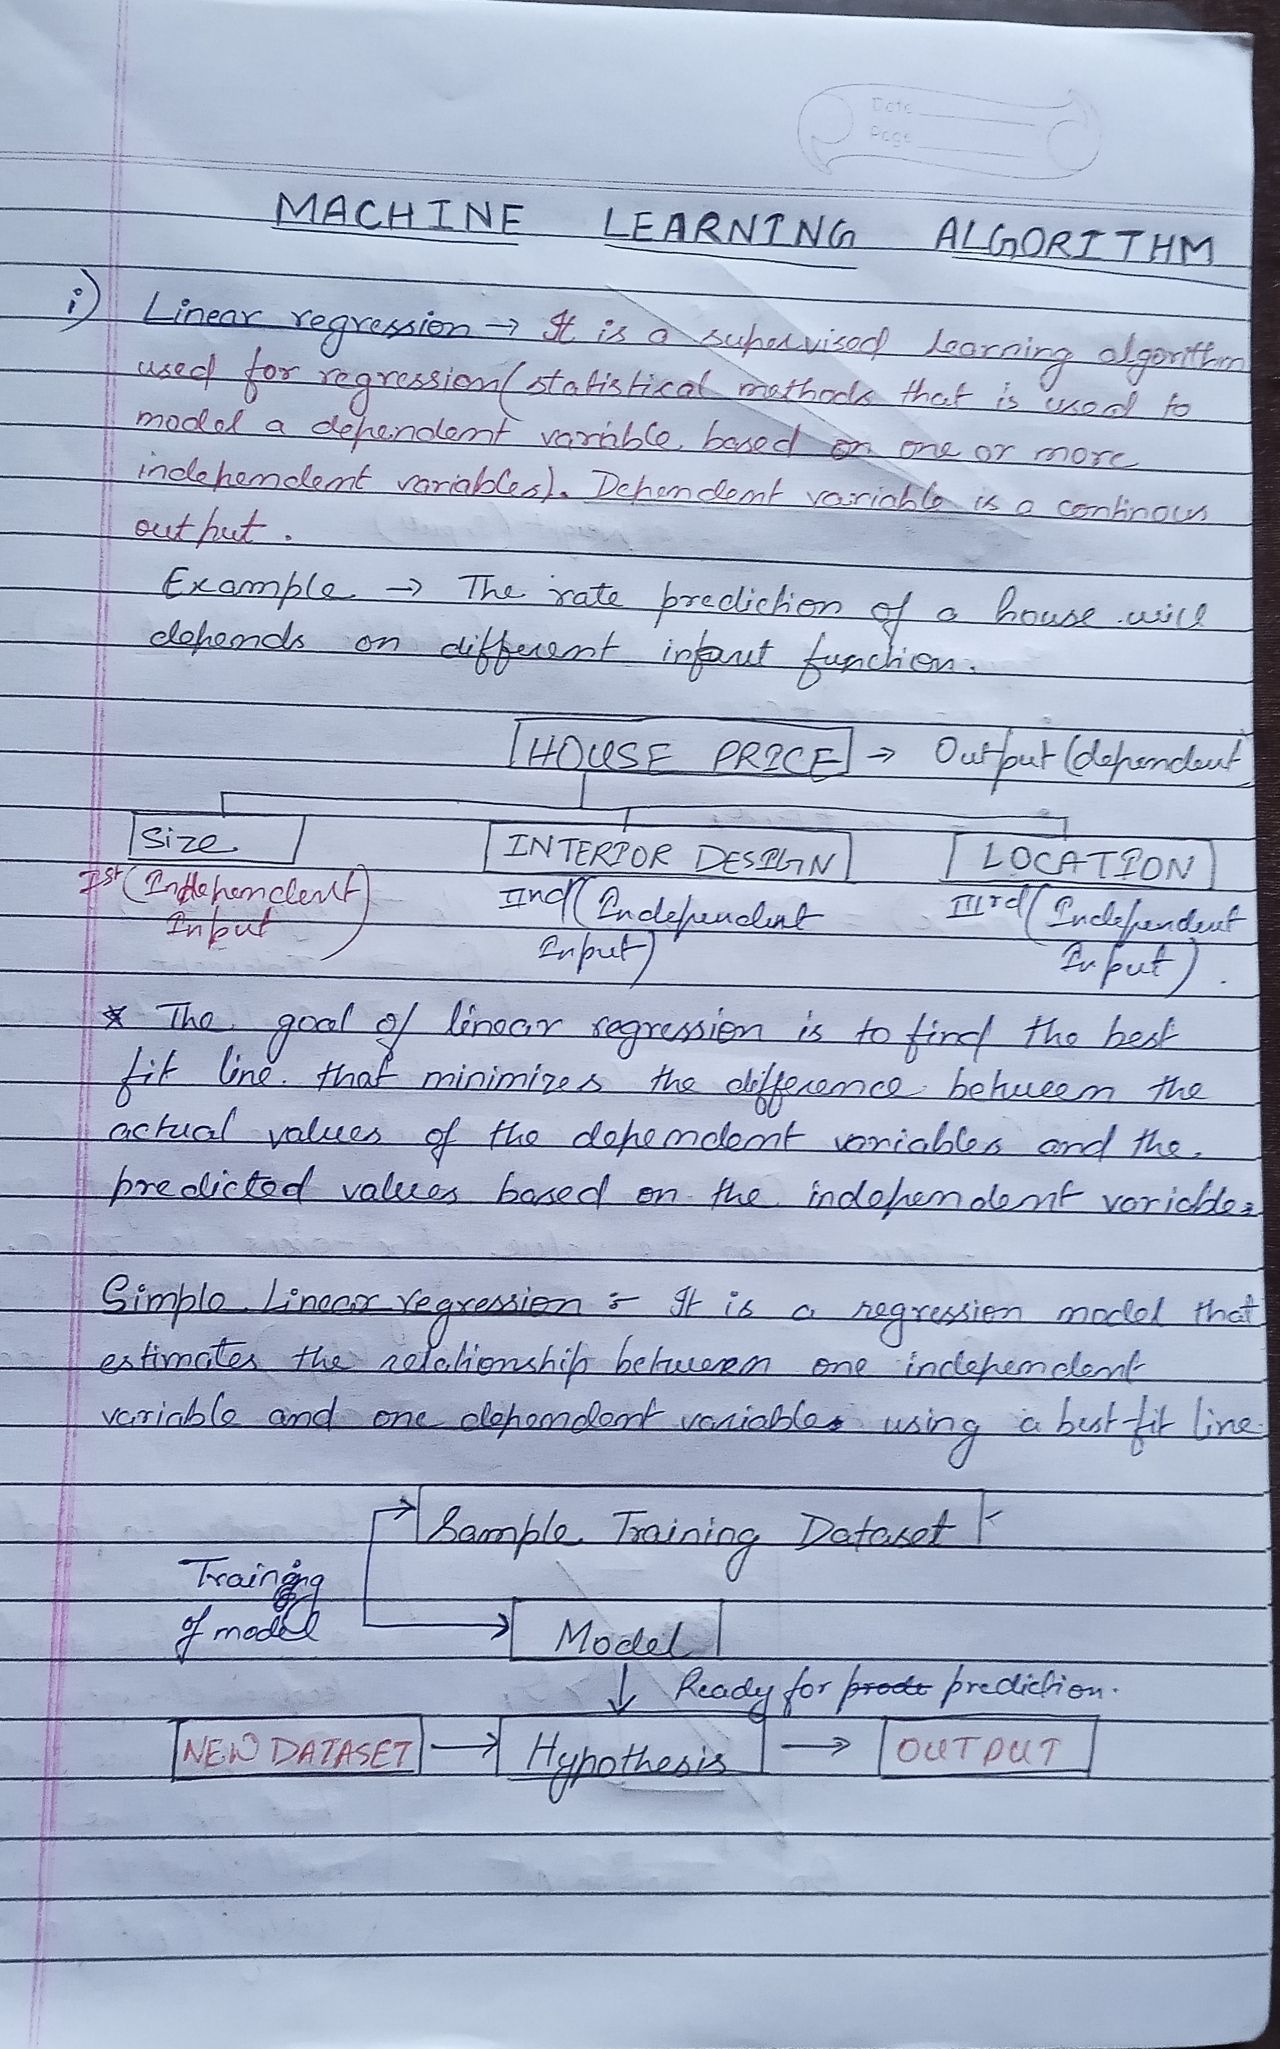 Date
Page
MACHINE LEARNING ALGORITHM
i) Linear regression → It is a supervised learning algorithm
used for regression (statistical methods that is used to
model a dependent variable based on one or more
independent variables). Dependent variable is a continous
output.
Example → The rate prediction of a house will
depends on different input function.
HOUSE PRICE → Output (dependent
Size INTERIOR DESIGN LOCATION
Ist (Independent IInd (Independent IIIrd (Independent
Input) Input) Input).
* The goal of linear regression is to find the best
fit line that minimizes the difference between the
actual values of the dependent variables and the
predicted values based on the independent variables
Simple Linear regression :- It is a regression model that
estimates the relationship between one independent
variable and one dependent variable using a best-fit line.
Sample Training Dataset
Training
of model
Model
Ready for prediction.
NEW DATASET → Hypothesis → OUTPUT